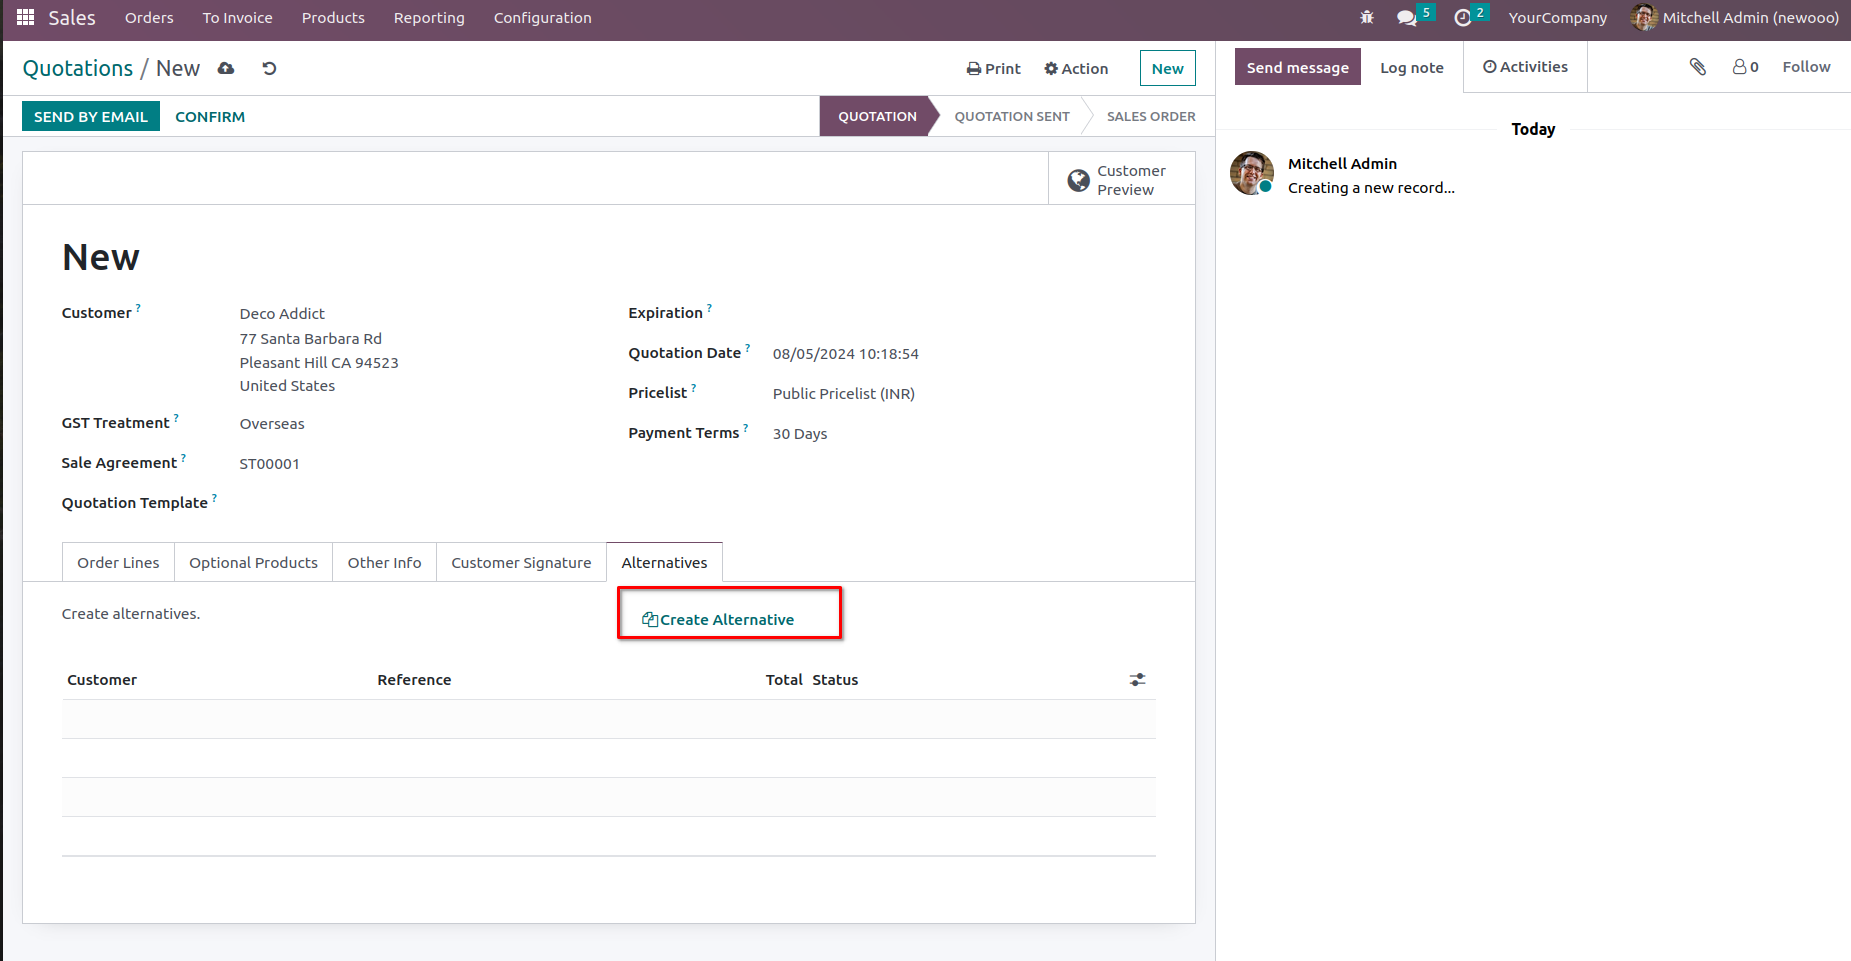 Sales Orders To Invoice Products Reporting Configuration 5 2 YourCompany Mitchell Admin (newooo)
Quotations / New Print Action New
SEND BY EMAIL CONFIRM QUOTATION QUOTATION SENT SALES ORDER
Customer
Preview
New
Customer ? Deco Addict
77 Santa Barbara Rd
Pleasant Hill CA 94523
United States
GST Treatment ? Overseas
Sale Agreement ? ST00001
Quotation Template ?
Expiration ?
Quotation Date ? 08/05/2024 10:18:54
Pricelist ? Public Pricelist (INR)
Payment Terms ? 30 Days
Order Lines Optional Products Other Info Customer Signature Alternatives
Create alternatives. Create Alternative
Customer Reference Total Status
Send message Log note Activities 0 Follow
Today
Mitchell Admin
Creating a new record...